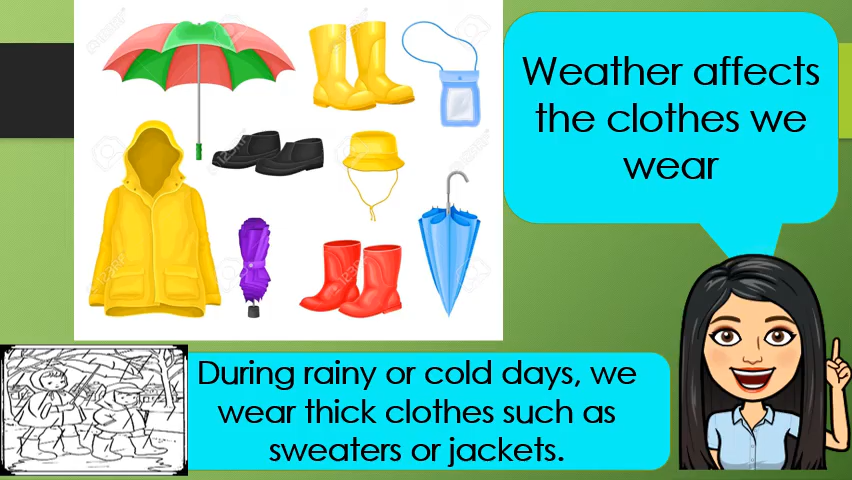 Weather affects
the clothes we
wear
During rainy or cold days, we
wear thick clothes such as
sweaters or jackets.